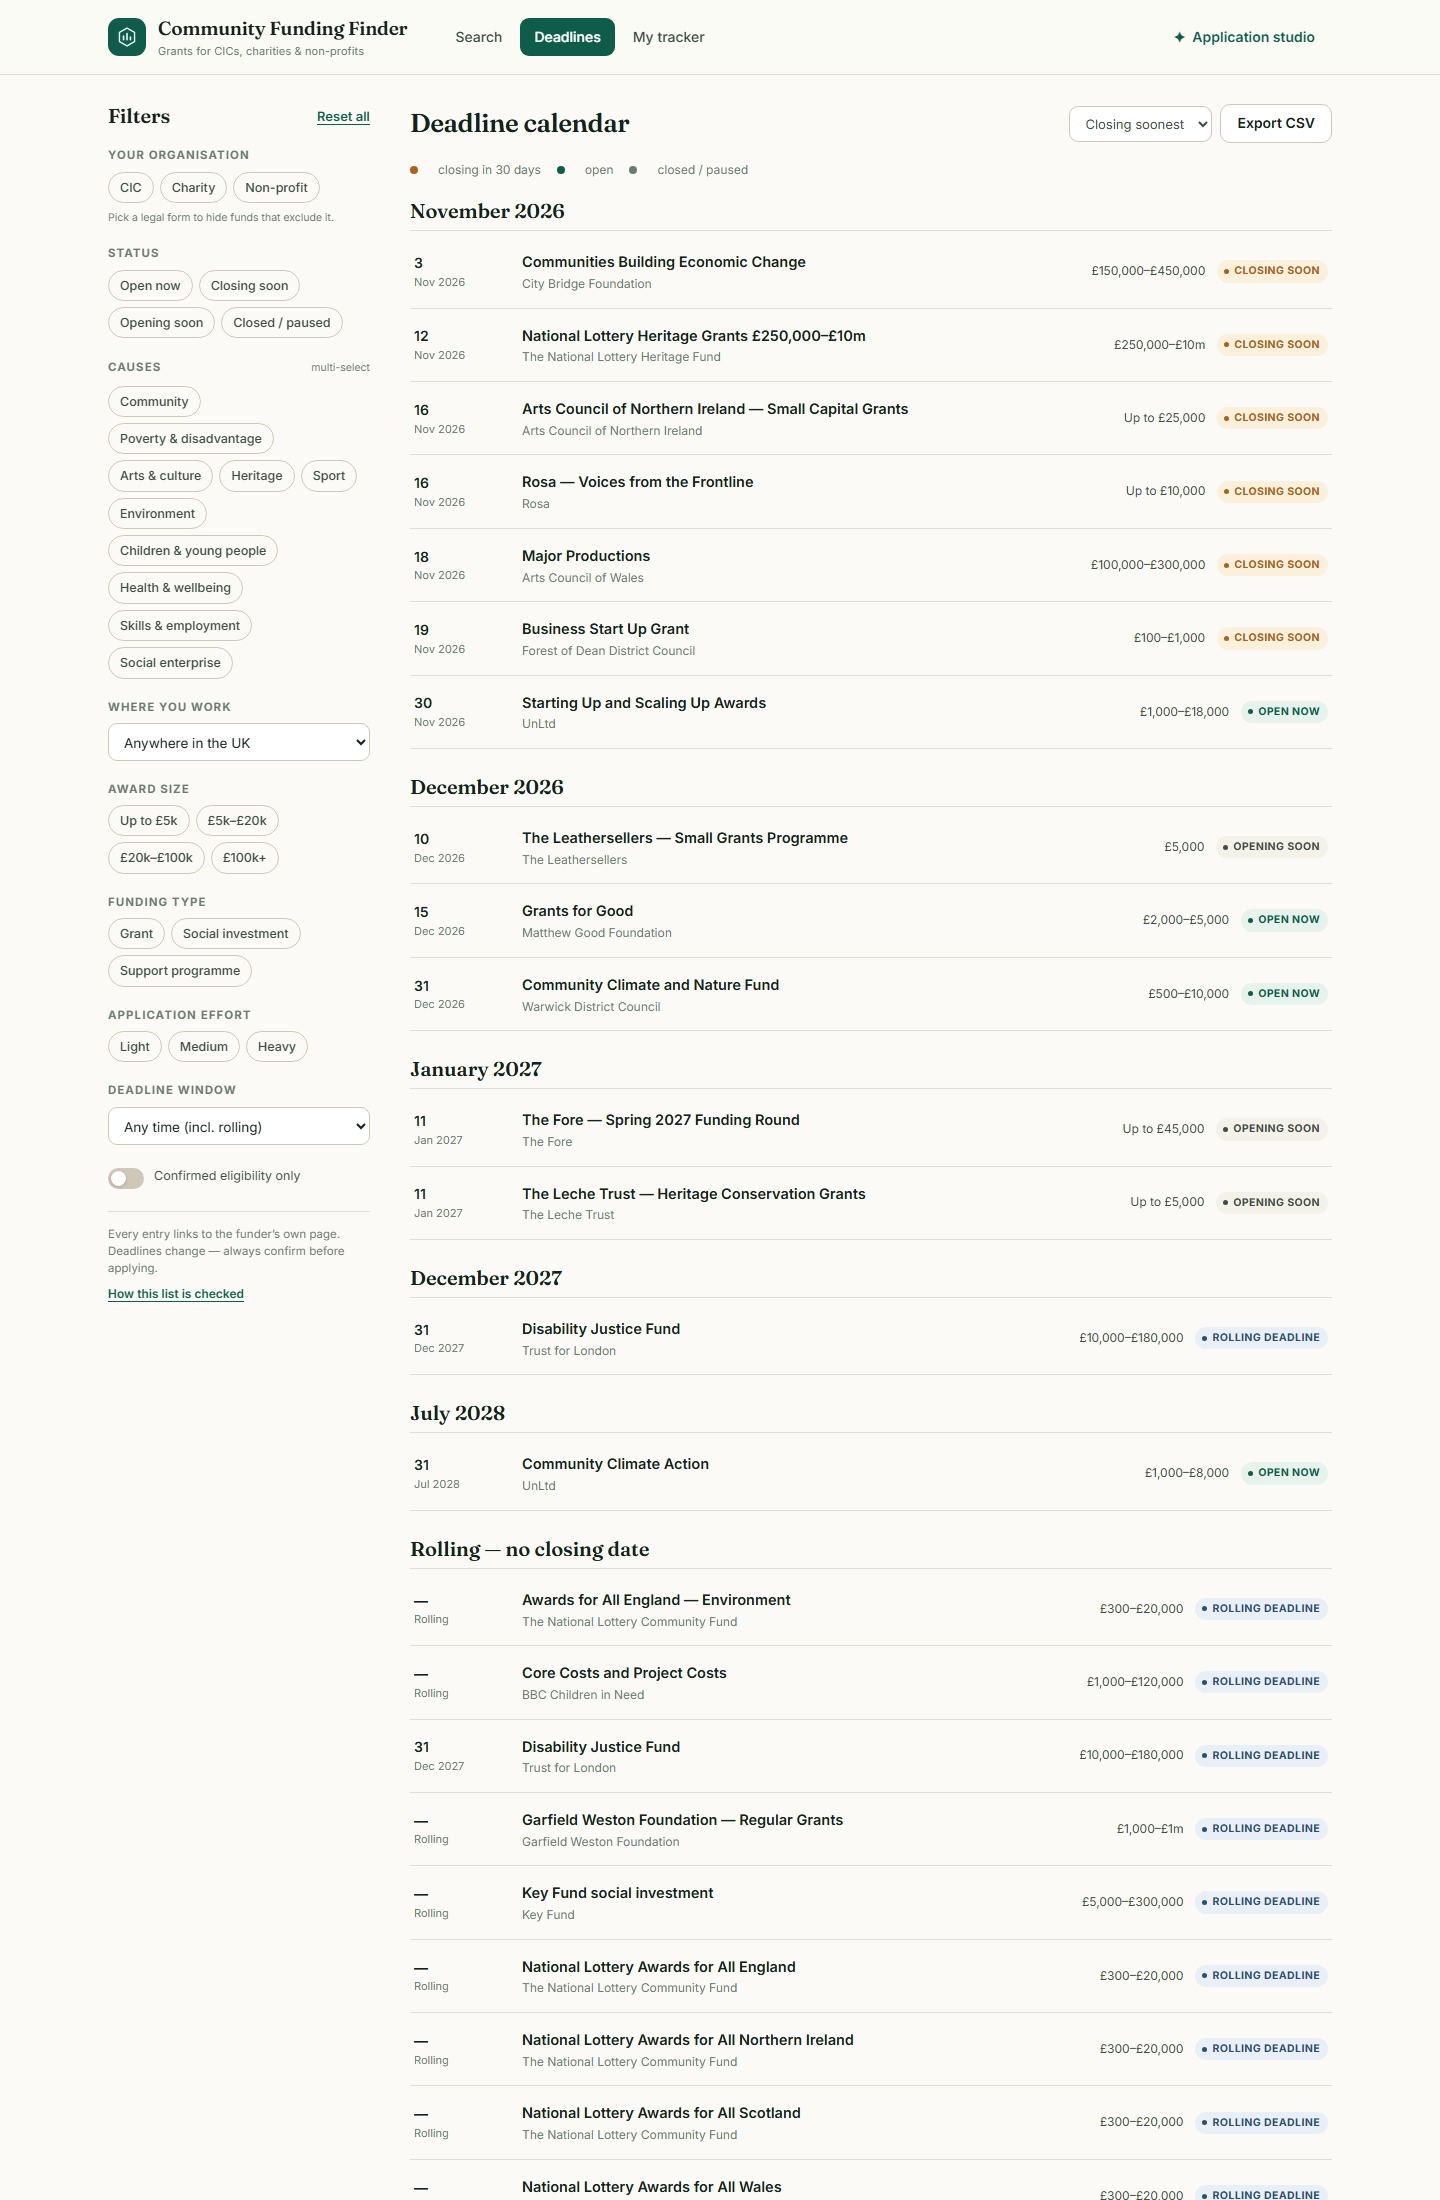 Community Funding Finder
Grants for CICs, charities & non-profits
Search
Deadlines
My tracker
✦ Application studio
Filters
Reset all
YOUR ORGANISATION
CIC
Charity
Non-profit
Pick a legal form to hide funds that exclude it.
STATUS
Open now
Closing soon
Opening soon
Closed / paused
CAUSES
multi-select
Community
Poverty & disadvantage
Arts & culture
Heritage
Sport
Environment
Children & young people
Health & wellbeing
Skills & employment
Social enterprise
WHERE YOU WORK
Anywhere in the UK
AWARD SIZE
Up to £5k
£5k–£20k
£20k–£100k
£100k+
FUNDING TYPE
Grant
Social investment
Support programme
APPLICATION EFFORT
Light
Medium
Heavy
DEADLINE WINDOW
Any time (incl. rolling)
Confirmed eligibility only
Every entry links to the funder's own page.
Deadlines change — always confirm before
applying.
How this list is checked
Deadline calendar
Closing soonest
Export CSV
closing in 30 days
open
closed / paused
November 2026
3
Nov 2026
Communities Building Economic Change
City Bridge Foundation
£150,000–£450,000
CLOSING SOON
12
Nov 2026
National Lottery Heritage Grants £250,000–£10m
The National Lottery Heritage Fund
£250,000–£10m
CLOSING SOON
16
Nov 2026
Arts Council of Northern Ireland — Small Capital Grants
Arts Council of Northern Ireland
Up to £25,000
CLOSING SOON
16
Nov 2026
Rosa — Voices from the Frontline
Rosa
Up to £10,000
CLOSING SOON
18
Nov 2026
Major Productions
Arts Council of Wales
£100,000–£300,000
CLOSING SOON
19
Nov 2026
Business Start Up Grant
Forest of Dean District Council
£100–£1,000
CLOSING SOON
30
Nov 2026
Starting Up and Scaling Up Awards
UnLtd
£1,000–£18,000
OPEN NOW
December 2026
10
Dec 2026
The Leathersellers — Small Grants Programme
The Leathersellers
£5,000
OPENING SOON
15
Dec 2026
Grants for Good
Matthew Good Foundation
£2,000–£5,000
OPEN NOW
31
Dec 2026
Community Climate and Nature Fund
Warwick District Council
£500–£10,000
OPEN NOW
January 2027
11
Jan 2027
The Fore — Spring 2027 Funding Round
The Fore
Up to £45,000
OPENING SOON
11
Jan 2027
The Leche Trust — Heritage Conservation Grants
The Leche Trust
Up to £5,000
OPENING SOON
December 2027
31
Dec 2027
Disability Justice Fund
Trust for London
£10,000–£180,000
ROLLING DEADLINE
July 2028
31
Jul 2028
Community Climate Action
UnLtd
£1,000–£8,000
OPEN NOW
Rolling — no closing date
—
Rolling
Awards for All England — Environment
The National Lottery Community Fund
£300–£20,000
ROLLING DEADLINE
—
Rolling
Core Costs and Project Costs
BBC Children in Need
£1,000–£120,000
ROLLING DEADLINE
31
Dec 2027
Disability Justice Fund
Trust for London
£10,000–£180,000
ROLLING DEADLINE
—
Rolling
Garfield Weston Foundation — Regular Grants
Garfield Weston Foundation
£1,000–£1m
ROLLING DEADLINE
—
Rolling
Key Fund social investment
Key Fund
£5,000–£300,000
ROLLING DEADLINE
—
Rolling
National Lottery Awards for All England
The National Lottery Community Fund
£300–£20,000
ROLLING DEADLINE
—
Rolling
National Lottery Awards for All Northern Ireland
The National Lottery Community Fund
£300–£20,000
ROLLING DEADLINE
—
Rolling
National Lottery Awards for All Scotland
The National Lottery Community Fund
£300–£20,000
ROLLING DEADLINE
—
National Lottery Awards for All Wales
£300–£20,000
ROLLING DEADLINE